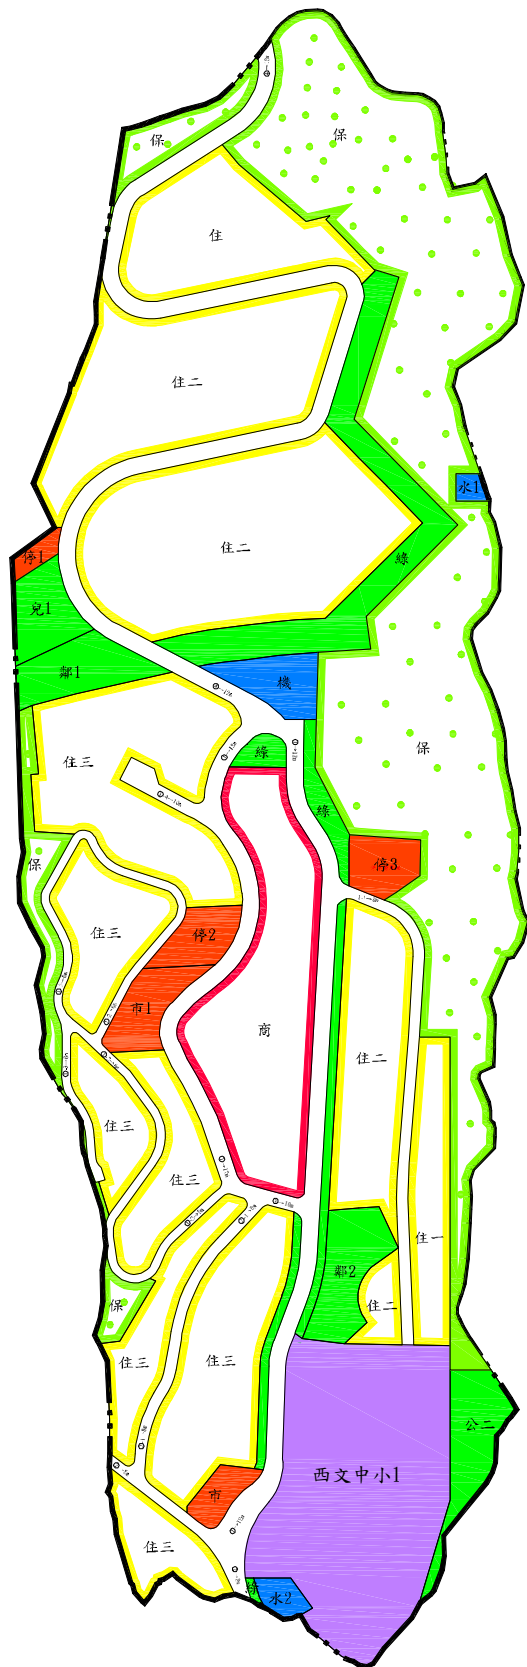 保
保
住
住二
水1
住二
停1
綠
兒1
鄰1
機
保
住三
綠
綠
保
停3
住三
停2
市1
商
住二
住三
住三
住一
鄰2
保
住二
住三
住三
公二
西文中小1
市
住三
綠
水2